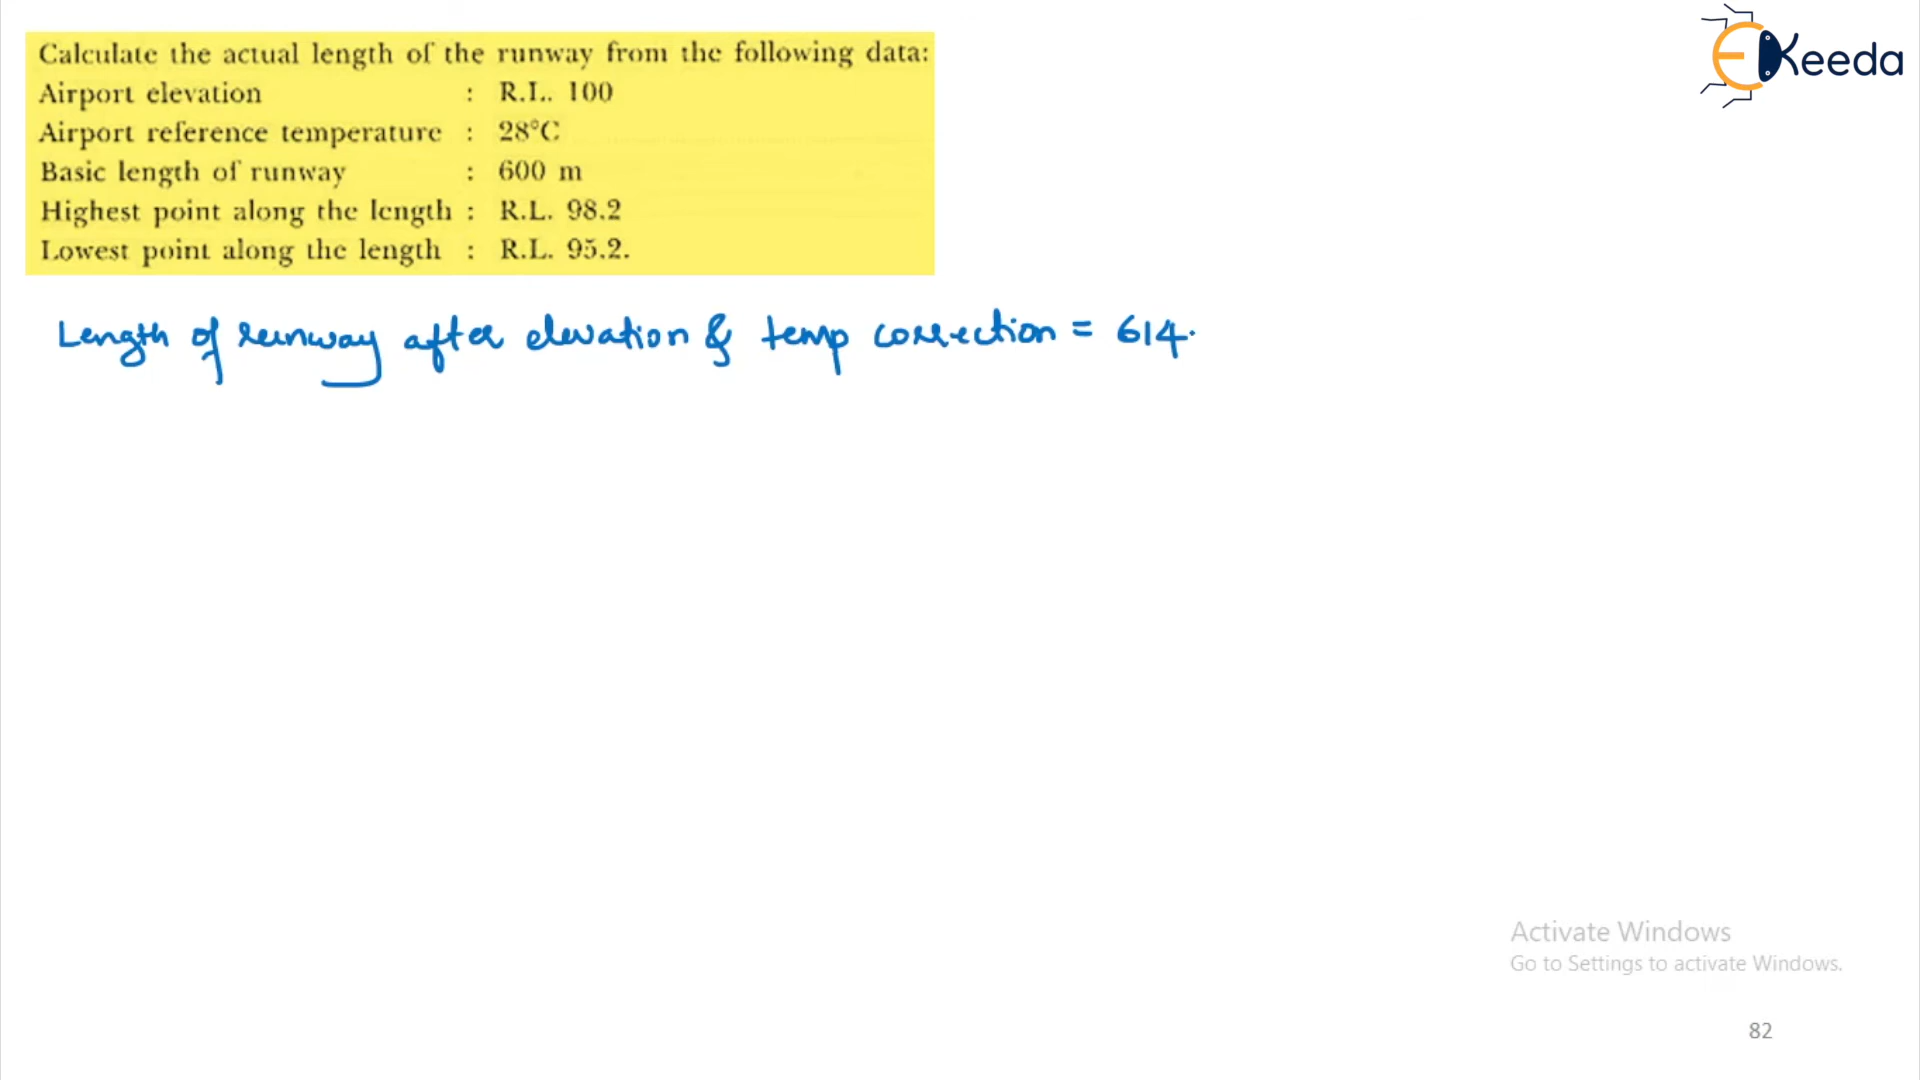 Calculate the actual length of the runway from the following data:
Airport elevation : R.L. 100
Airport reference temperature : 28°C
Basic length of runway : 600 m
Highest point along the length : R.L. 98.2
Lowest point along the length : R.L. 95.2.
EKeeda
Length of runway after elevation & temp correction = 614.
Activate Windows
Go to Settings to activate Windows.
82